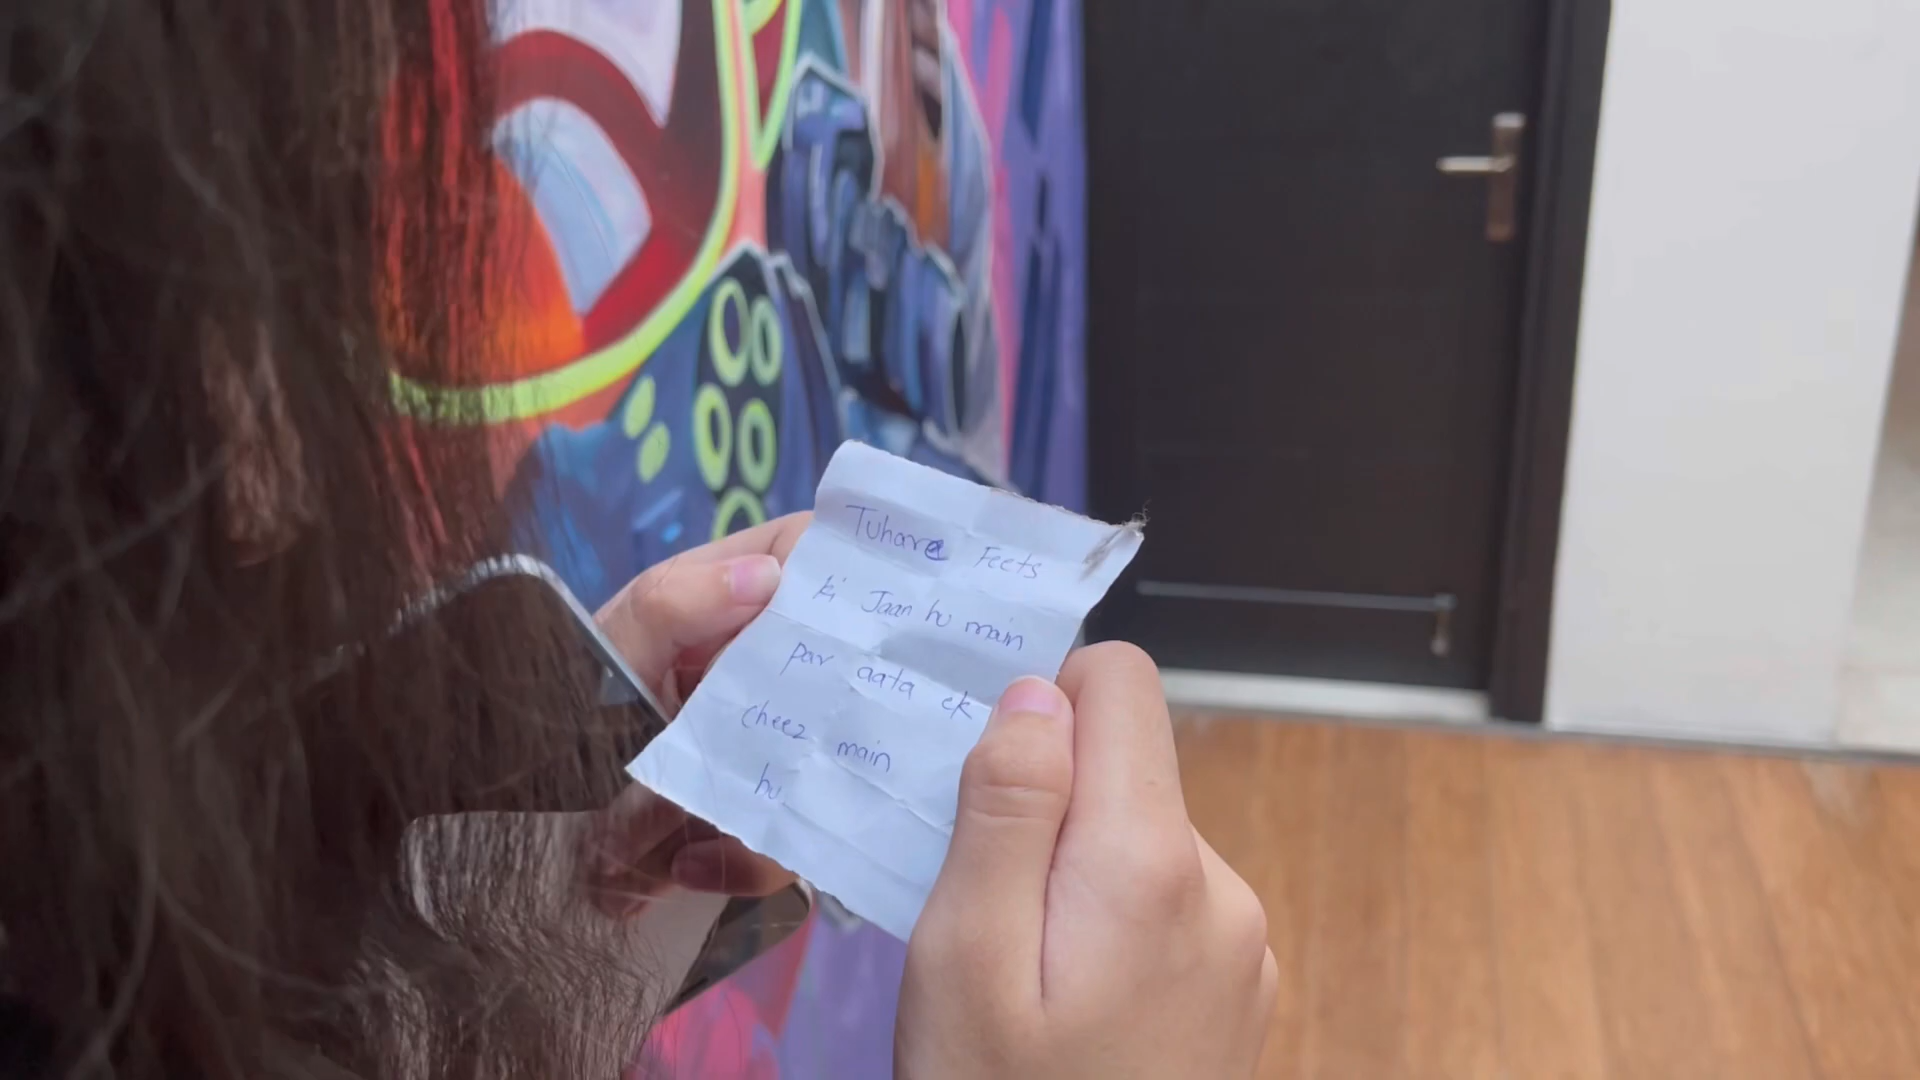 Tuhare Feets
ki Jaan hu main
par aata ek
cheez main
hu.